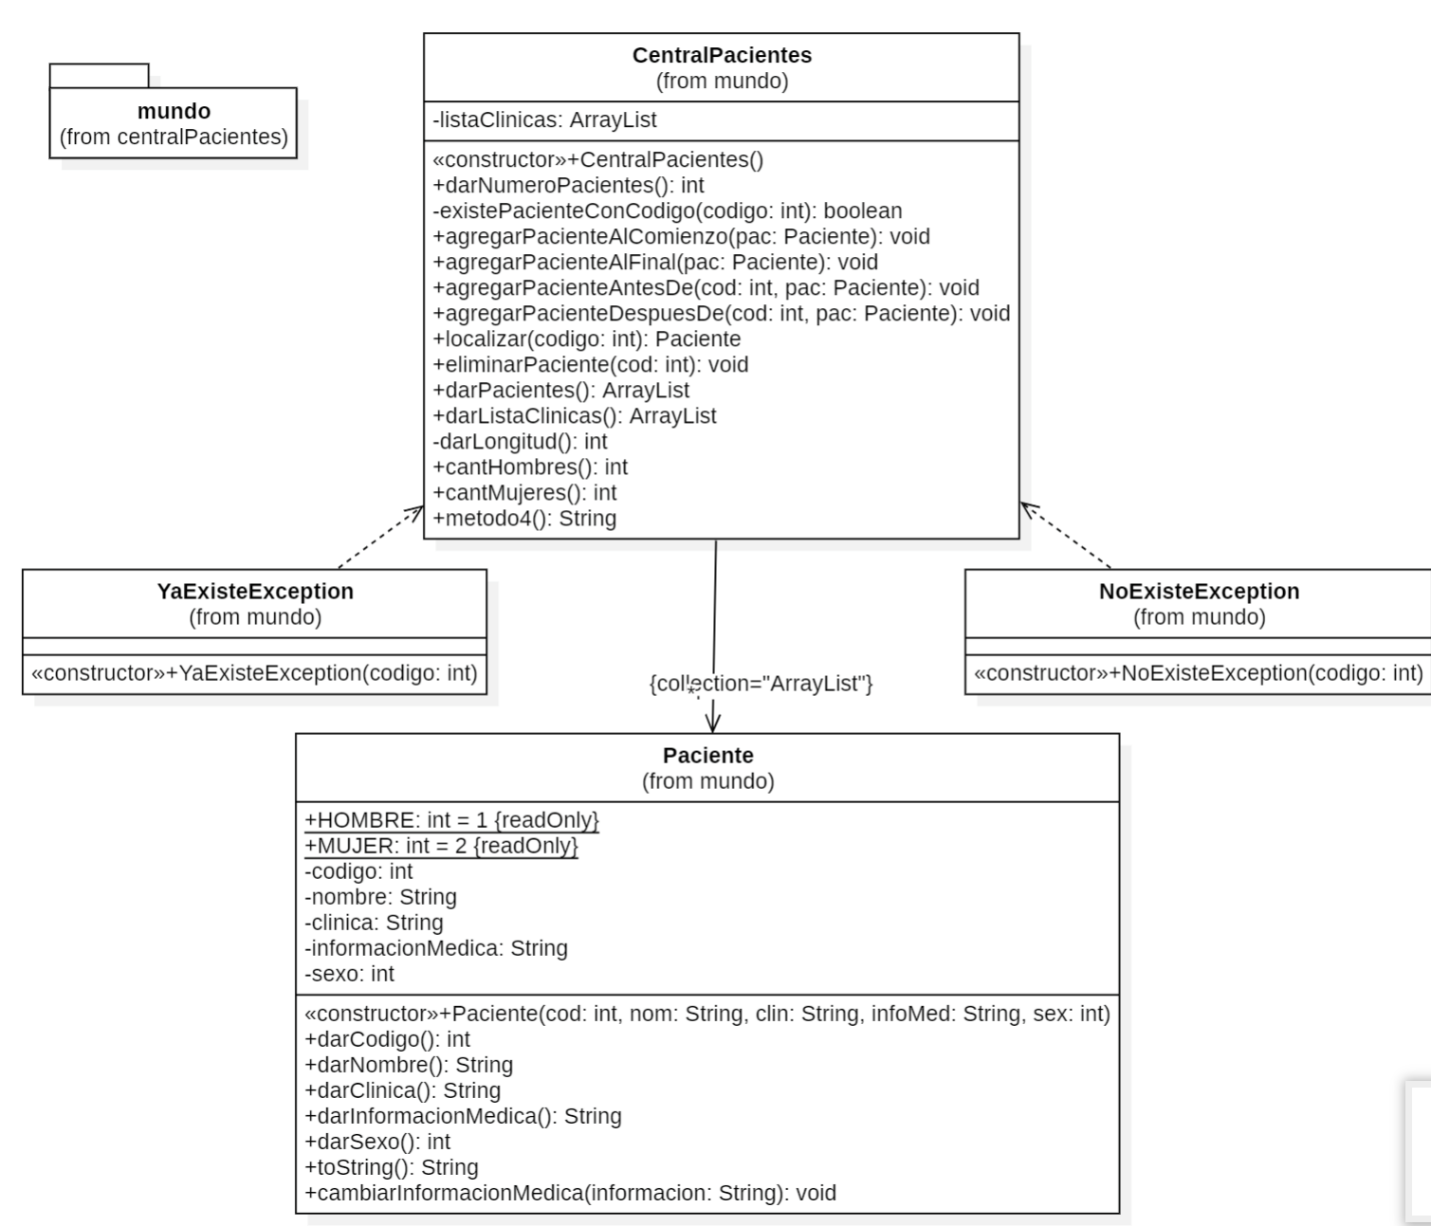 mundo
(from centralPacientes)
CentralPacientes
(from mundo)
-listaClinicas: ArrayList
«constructor»+CentralPacientes()
+darNumeroPacientes(): int
-existePacienteConCodigo(codigo: int): boolean
+agregarPacienteAlComienzo(pac: Paciente): void
+agregarPacienteAlFinal(pac: Paciente): void
+agregarPacienteAntesDe(cod: int, pac: Paciente): void
+agregarPacienteDespuesDe(cod: int, pac: Paciente): void
+localizar(codigo: int): Paciente
+eliminarPaciente(cod: int): void
+darPacientes(): ArrayList
+darListaClinicas(): ArrayList
-darLongitud(): int
+cantHombres(): int
+cantMujeres(): int
+metodo4(): String
YaExisteException
(from mundo)
«constructor»+YaExisteException(codigo: int)
NoExisteException
(from mundo)
«constructor»+NoExisteException(codigo: int)
{collection="ArrayList"}
Paciente
(from mundo)
+HOMBRE: int = 1 {readOnly}
+MUJER: int = 2 {readOnly}
-codigo: int
-nombre: String
-clinica: String
-informacionMedica: String
-sexo: int
«constructor»+Paciente(cod: int, nom: String, clin: String, infoMed: String, sex: int)
+darCodigo(): int
+darNombre(): String
+darClinica(): String
+darInformacionMedica(): String
+darSexo(): int
+toString(): String
+cambiarInformacionMedica(informacion: String): void